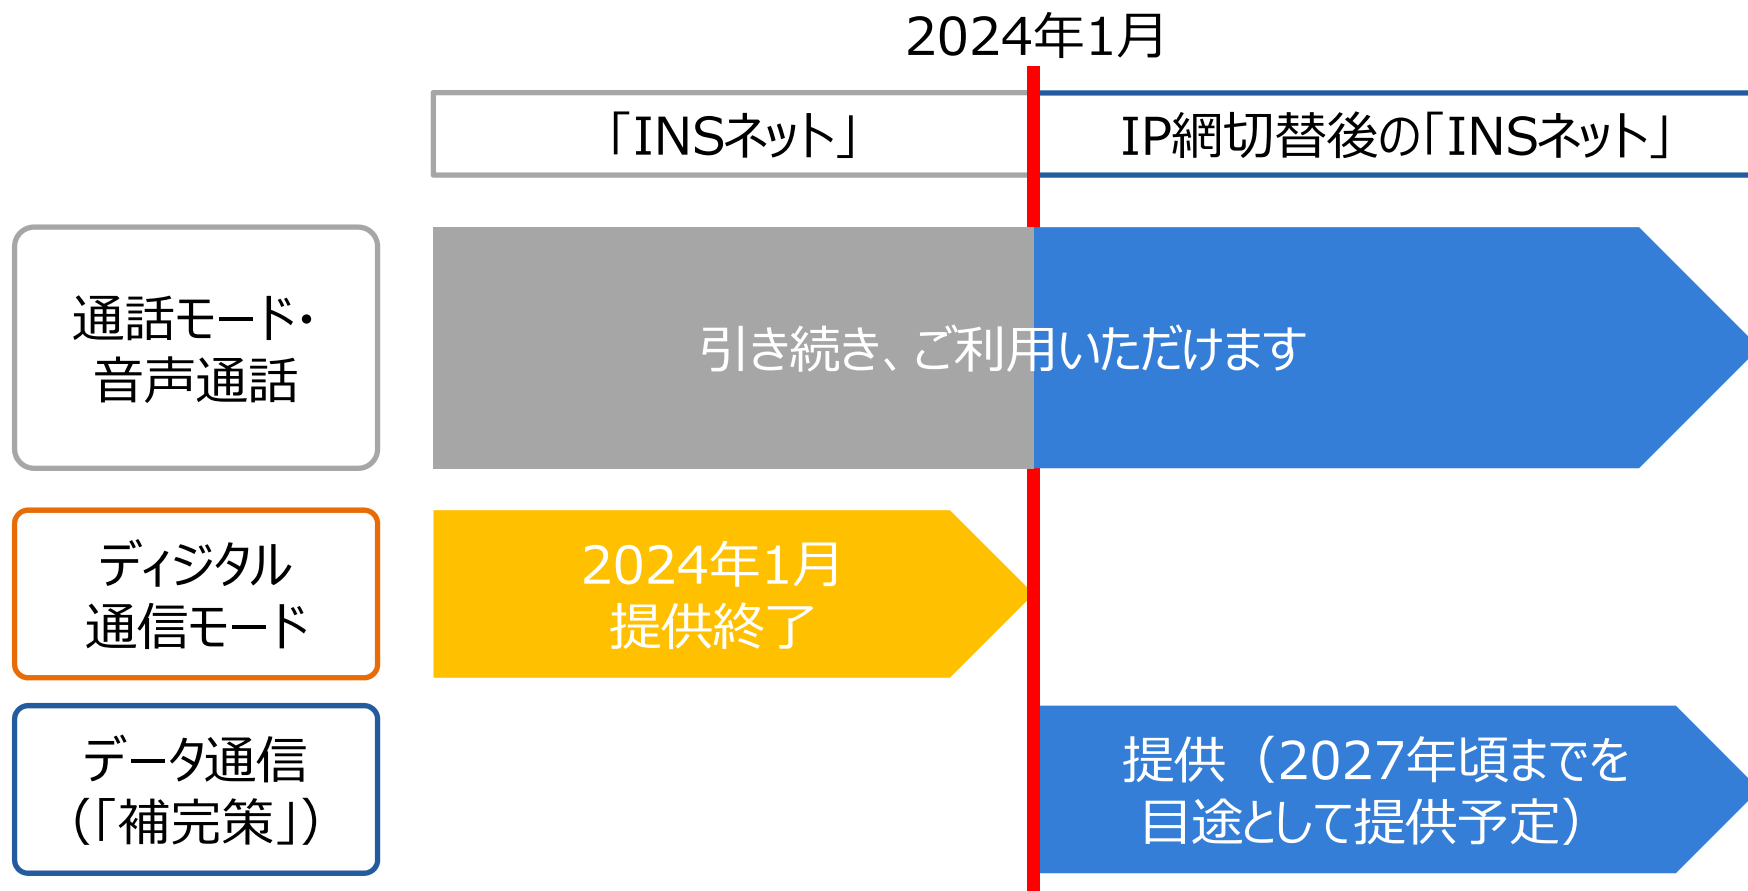 2024年1月
「INSネット」
IP網切替後の「INSネット」
通話モード・
音声通話
引き続き、ご利用いただけます
ディジタル
通信モード
2024年1月
提供終了
データ通信
（「補完策」）
提供（2027年頃までを
目途として提供予定）